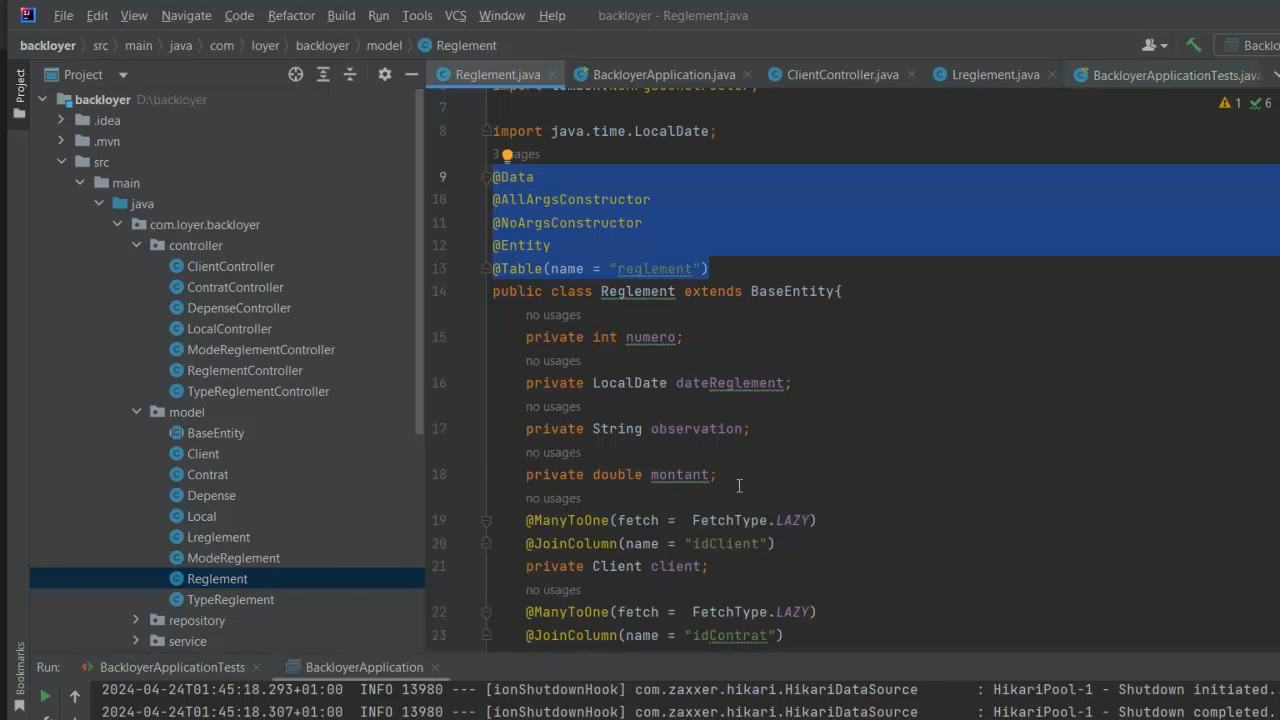 File Edit View Navigate Code Refactor Build Run Tools VCS Window Help backloyer - Reglement.java
backloyer src main java com loyer backloyer model Reglement
Project
Project
Reglement.java BackloyerApplication.java ClientController.java Lreglement.java BackloyerApplicationTests.java
backloyer D:\backloyer
.idea
.mvn
src
main
java
com.loyer.backloyer
controller
ClientController
ContratController
DepenseController
LocalController
ModeReglementController
ReglementController
TypeReglementController
model
BaseEntity
Client
Contrat
Depense
Local
Lreglement
ModeReglement
Reglement
TypeReglement
repository
service
1 6
7
8 import java.time.LocalDate;
9 @Data
10 @AllArgsConstructor
11 @NoArgsConstructor
12 @Entity
13 @Table(name = "reglement")
14 public class Reglement extends BaseEntity{
no usages
15 private int numero;
no usages
16 private LocalDate dateReglement;
no usages
17 private String observation;
no usages
18 private double montant;
no usages
19 @ManyToOne(fetch = FetchType.LAZY)
20 @JoinColumn(name = "idClient")
21 private Client client;
no usages
22 @ManyToOne(fetch = FetchType.LAZY)
23 @JoinColumn(name = "idContrat")
Bookmarks
Run: BackloyerApplicationTests BackloyerApplication
2024-04-24T01:45:18.293+01:00 INFO 13980 --- [ionShutdownHook] com.zaxxer.hikari.HikariDataSource : HikariPool-1 - Shutdown initiated.
2024-04-24T01:45:18.307+01:00 INFO 13980 --- [ionShutdownHook] com.zaxxer.hikari.HikariDataSource : HikariPool-1 - Shutdown completed.